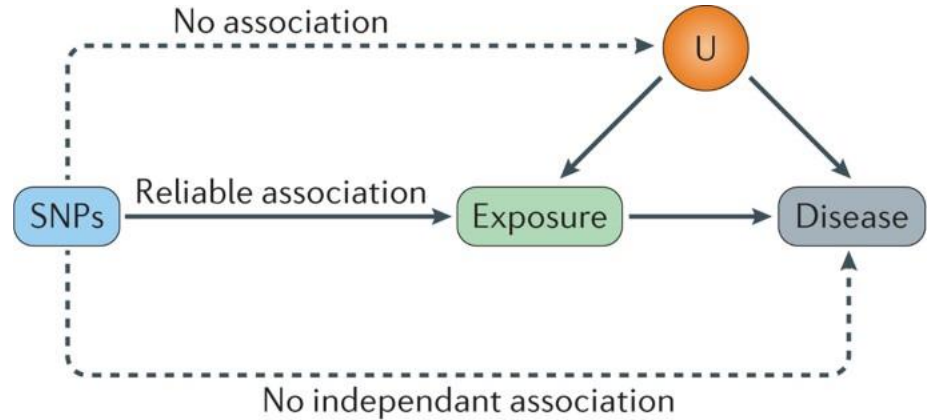 No association
U
SNPs
Reliable association
Exposure
Disease
No independant association